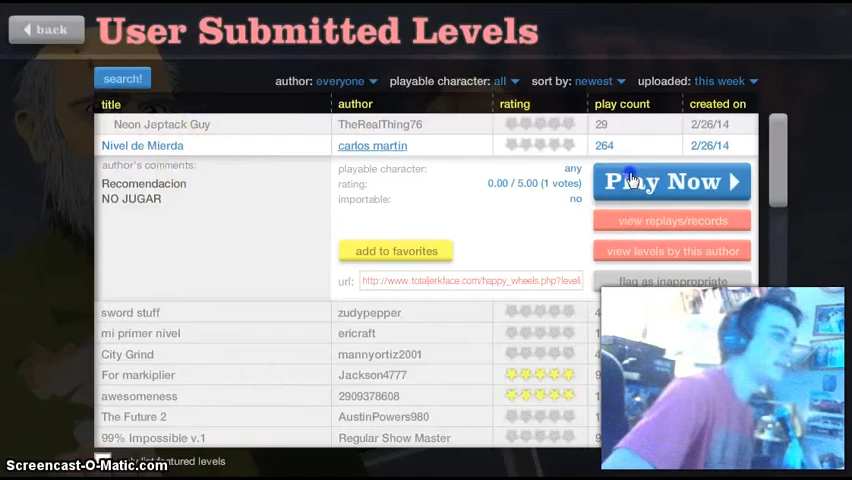 back
User Submitted Levels
search!
author: everyone playable character: all sort by: newest uploaded: this week
title author rating play count created on
Neon Jeptack Guy TheRealThing76 29 2/26/14
Nivel de Mierda carlos martin 264 2/26/14
author's comments:
Recomendacion
NO JUGAR
playable character: any
rating: 0.00 / 5.00 (1 votes)
importable: no
Play Now
view replays/records
view levels by this author
flag as inappropriate
add to favorites
url: http://www.totaljerkface.com/happy_wheels.php?leveli
sword stuff zudypepper
mi primer nivel ericraft
City Grind mannyortiz2001
For markiplier Jackson4777
awesomeness 2909378608
The Future 2 AustinPowers980
99% Impossible v.1 Regular Show Master
list featured levels
Screencast-O-Matic.com